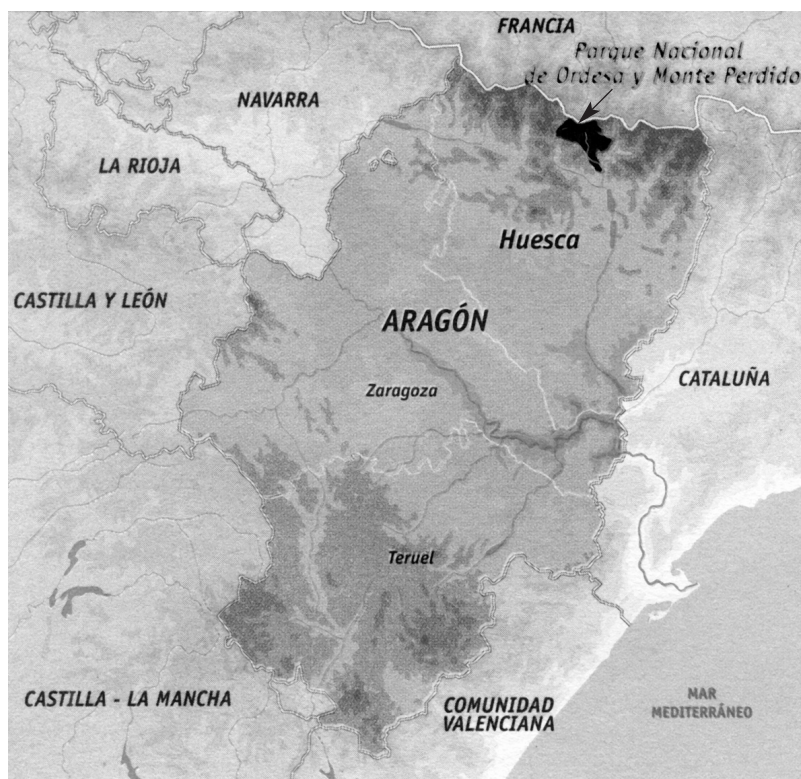 FRANCIA
Parque Nacional
de Ordesa y Monte Perdido
NAVARRA
LA RIOJA
Huesca
CASTILLA Y LEÓN
ARAGÓN
CATALUÑA
Zaragoza
Teruel
CASTILLA - LA MANCHA
COMUNIDAD
VALENCIANA
MAR
MEDITERRÁNEO